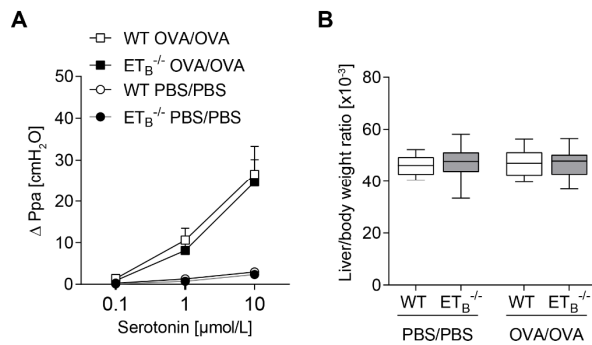 A
WT OVA/OVA
ET_B^-/- OVA/OVA
WT PBS/PBS
ET_B^-/- PBS/PBS
50
40
30
20
10
0
Δ Ppa [cmH₂O]
0.1 1 10
Serotonin [µmol/L]
B
80
60
40
20
0
Liver/body weight ratio [x10⁻³]
WT ET_B^-/- WT ET_B^-/-
PBS/PBS OVA/OVA